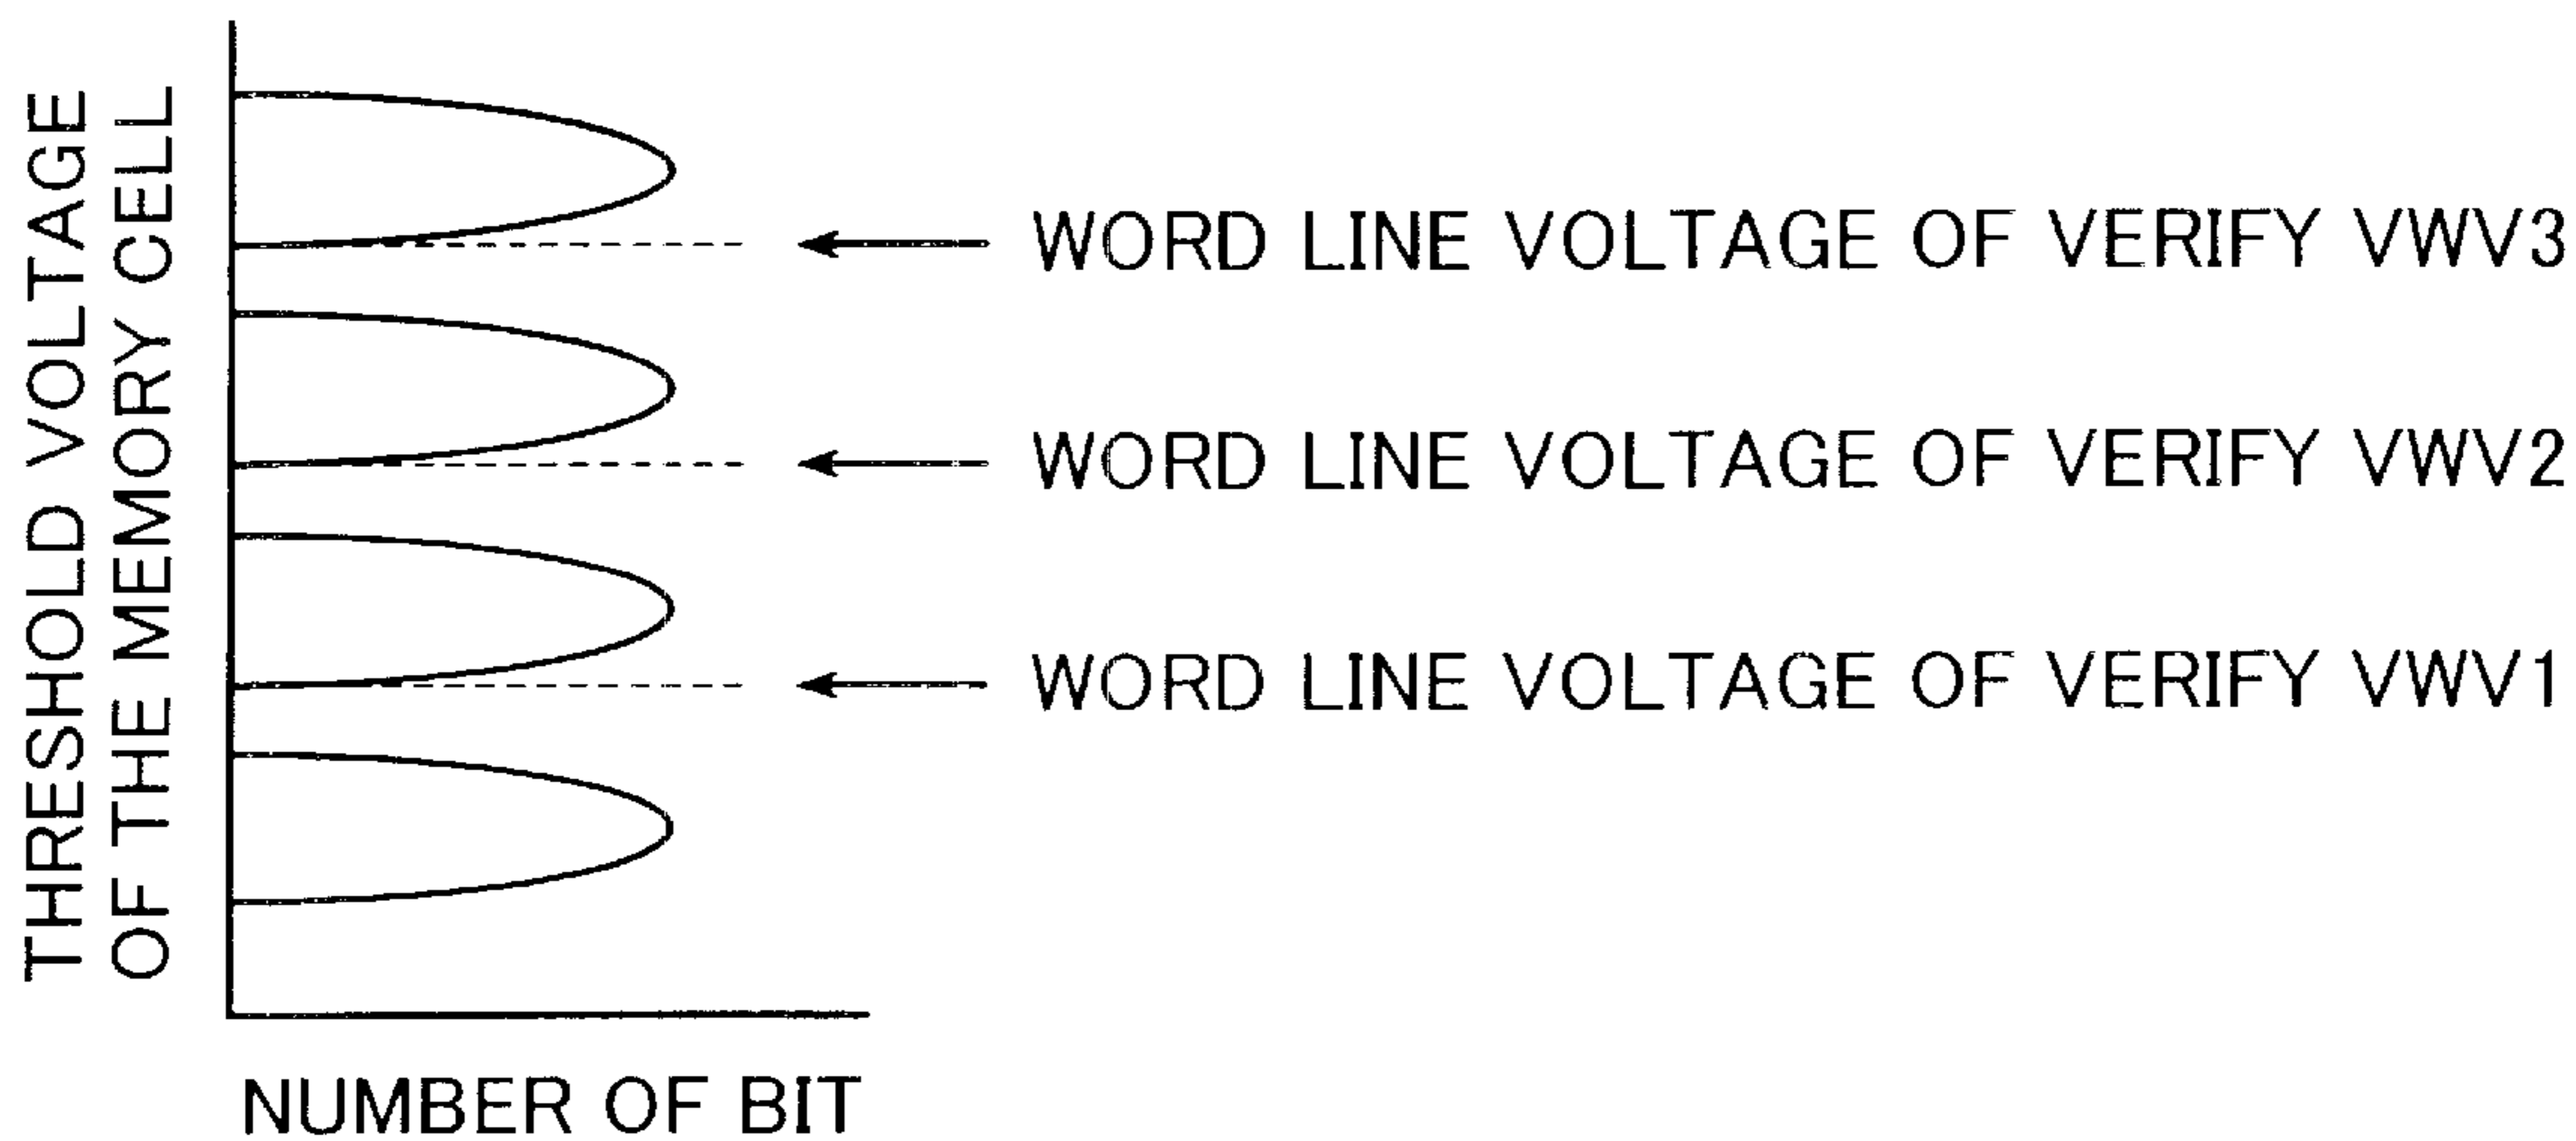 THRESHOLD VOLTAGE
OF THE MEMORY CELL
WORD LINE VOLTAGE OF VERIFY VWV3
WORD LINE VOLTAGE OF VERIFY VWV2
WORD LINE VOLTAGE OF VERIFY VWV1
NUMBER OF BIT